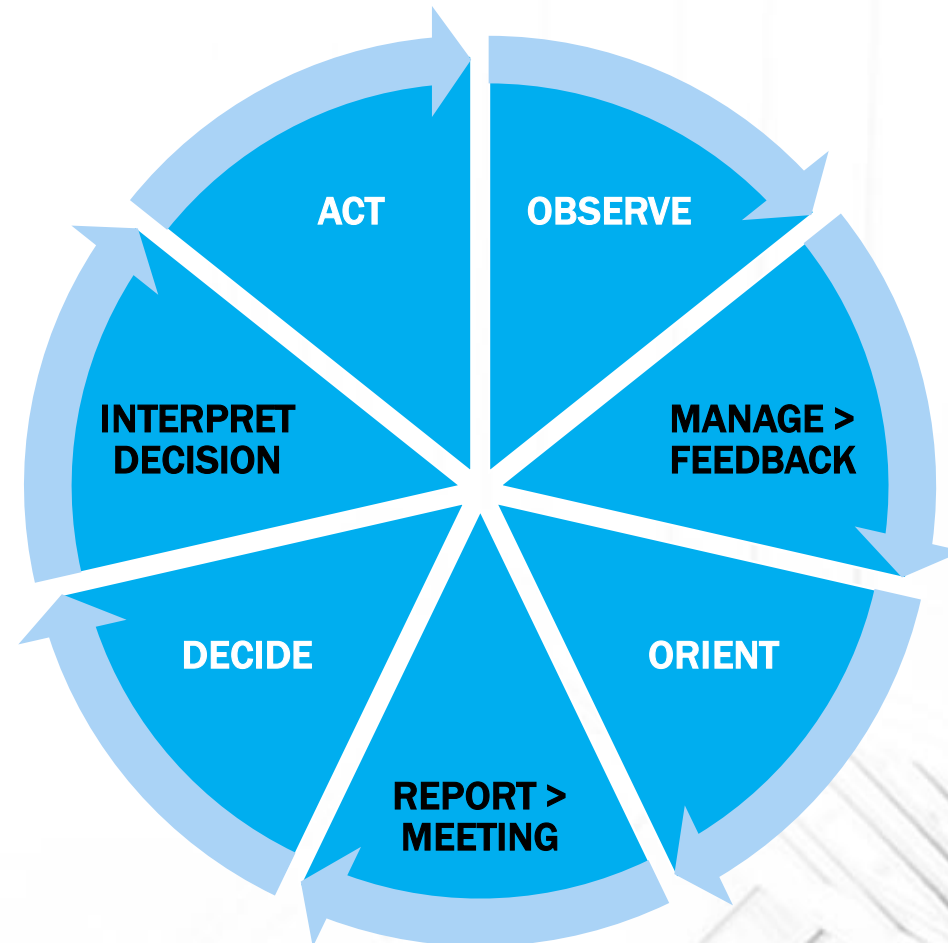 ACT
OBSERVE
MANAGE >
FEEDBACK
ORIENT
REPORT >
MEETING
DECIDE
INTERPRET
DECISION